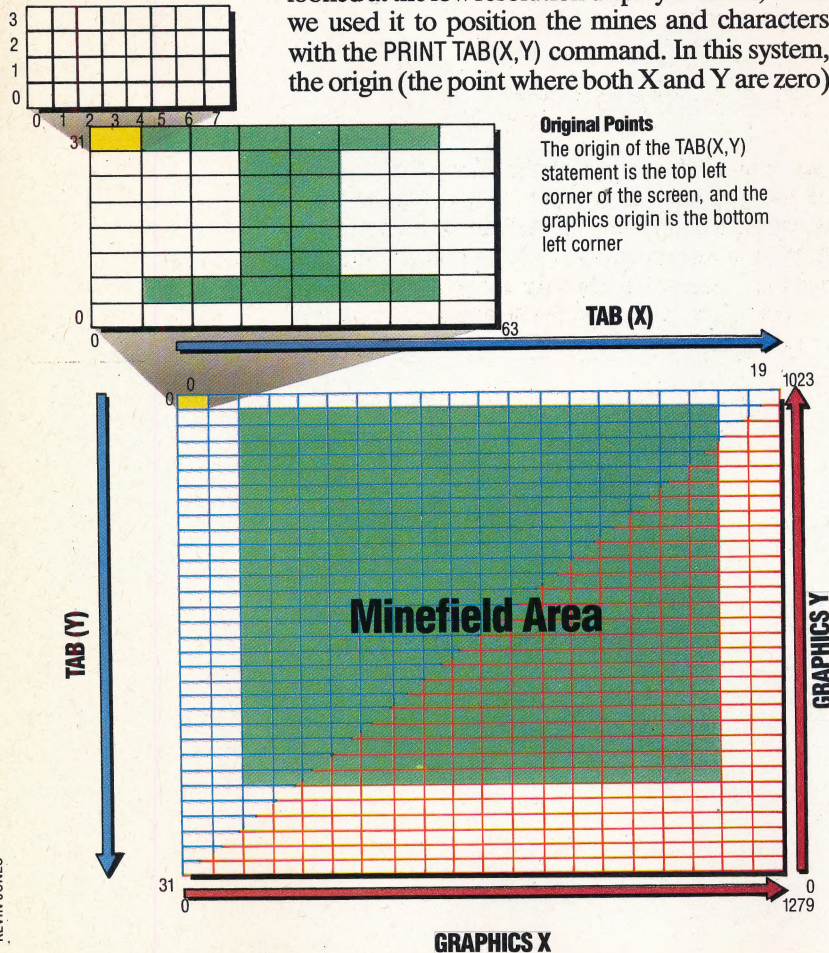 we used it to position the mines and characters
with the PRINT TAB(X,Y) command. In this system,
the origin (the point where both X and Y are zero)
3
2
1
0
0 1 2 3 4 5 6 7
31
0
0
63
Original Points
The origin of the TAB(X,Y)
statement is the top left
corner of the screen, and the
graphics origin is the bottom
left corner
TAB (X)
0
0
19
1023
TAB (Y)
Minefield Area
GRAPHICS Y
31
0
0
1279
GRAPHICS X